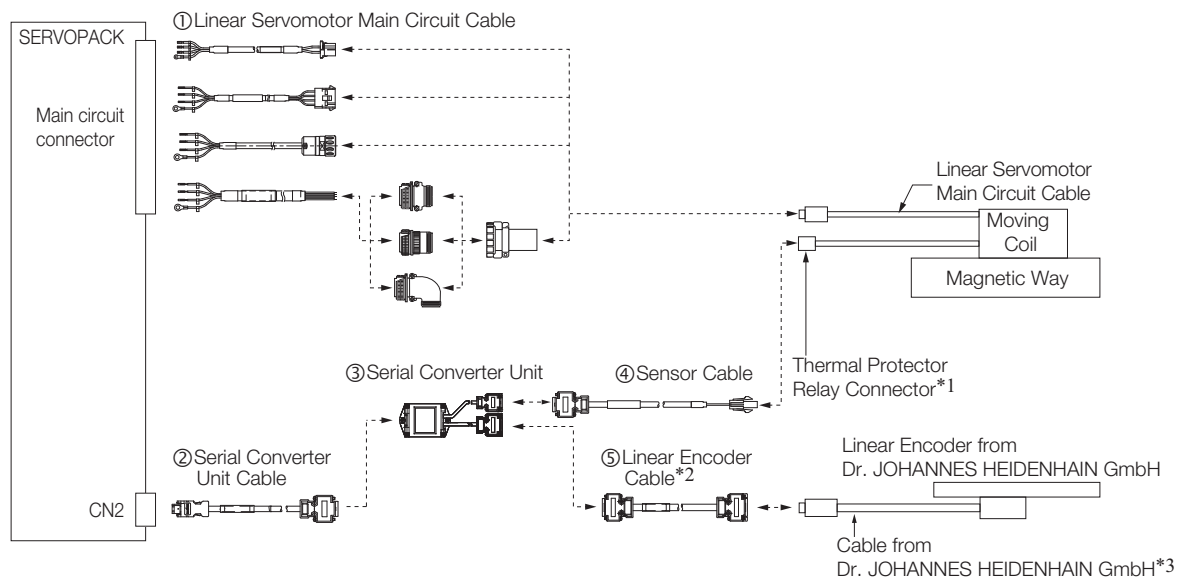 ①Linear Servomotor Main Circuit Cable
SERVOPACK
Main circuit
connector
Linear Servomotor
Main Circuit Cable
Moving
Coil
Magnetic Way
Thermal Protector
Relay Connector*1
③Serial Converter Unit
④Sensor Cable
②Serial Converter
Unit Cable
⑤Linear Encoder
Cable*2
Linear Encoder from
Dr. JOHANNES HEIDENHAIN GmbH
CN2
Cable from
Dr. JOHANNES HEIDENHAIN GmbH*3